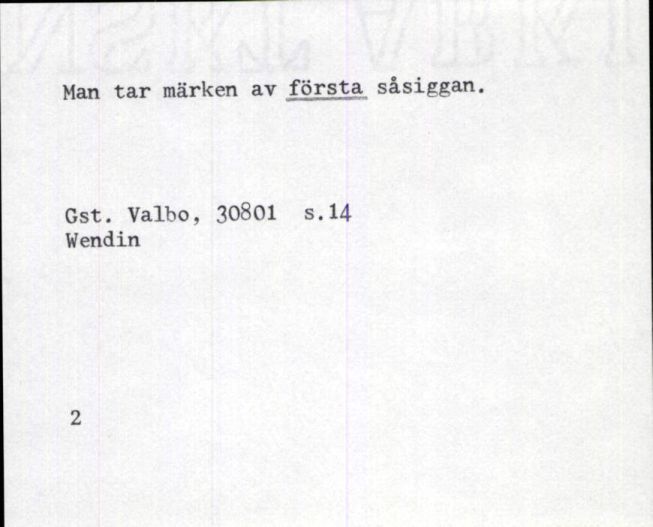 Man tar märken av första såsiggan.
Gst. Valbo, 30801 s.14
Wendin
2